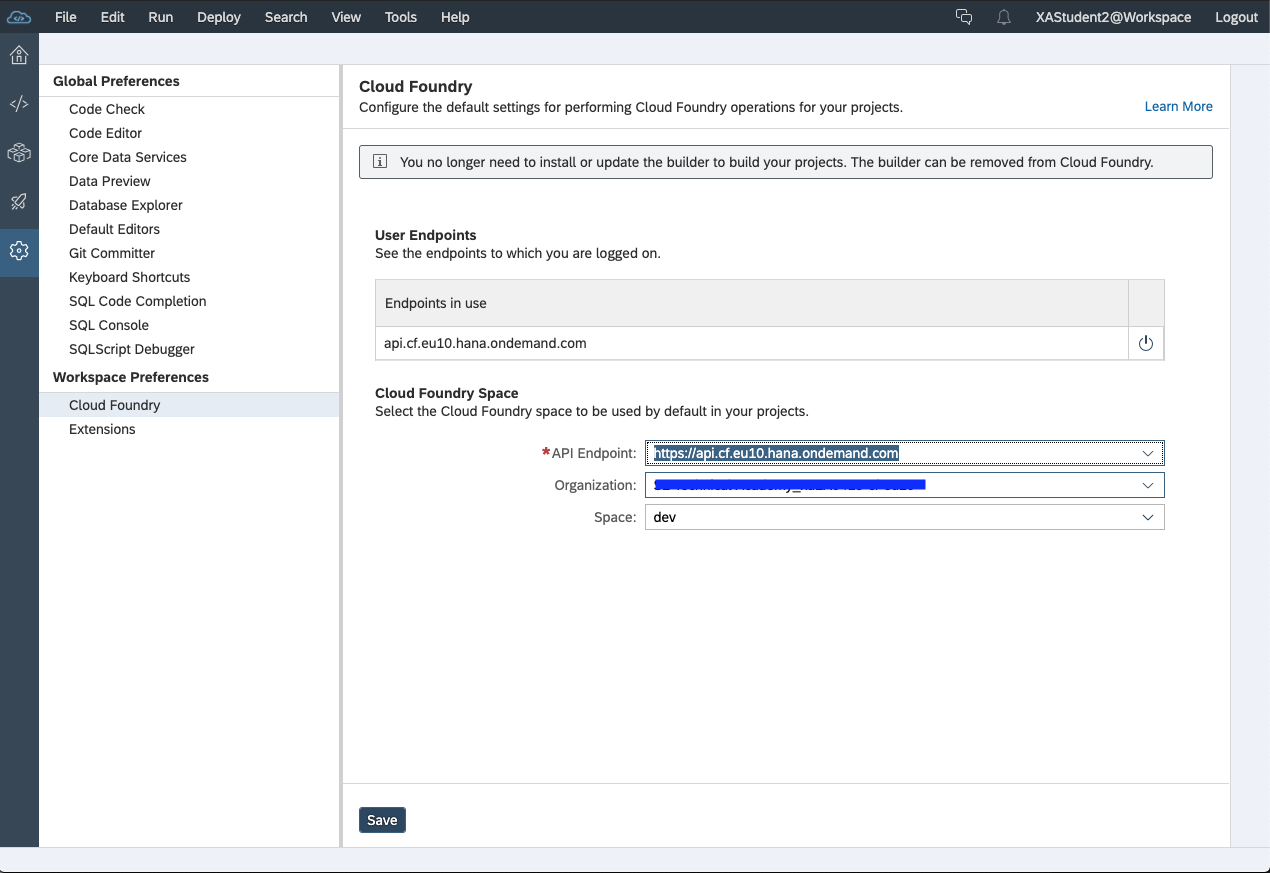 File Edit Run Deploy Search View Tools Help XAStudent2@Workspace Logout
Global Preferences
Code Check
Code Editor
Core Data Services
Data Preview
Database Explorer
Default Editors
Git Committer
Keyboard Shortcuts
SQL Code Completion
SQL Console
SQLScript Debugger
Workspace Preferences
Cloud Foundry
Extensions
Cloud Foundry
Configure the default settings for performing Cloud Foundry operations for your projects.
Learn More
You no longer need to install or update the builder to build your projects. The builder can be removed from Cloud Foundry.
User Endpoints
See the endpoints to which you are logged on.
Endpoints in use
api.cf.eu10.hana.ondemand.com
Cloud Foundry Space
Select the Cloud Foundry space to be used by default in your projects.
*API Endpoint: https://api.cf.eu10.hana.ondemand.com
Organization:
Space: dev
Save